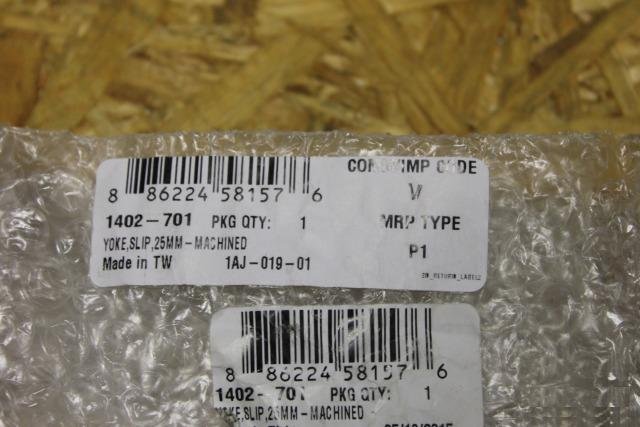 COMP/IMP CODE
8 86224 58157 6
V
1402-701 PKG QTY: 1
MRP TYPE
YOKE,SLIP,25MM-MACHINED
P1
Made in TW 1AJ-019-01
8 86224 58157 6
1402-701 PKG QTY: 1
YOKE,SLIP,25MM-MACHINED